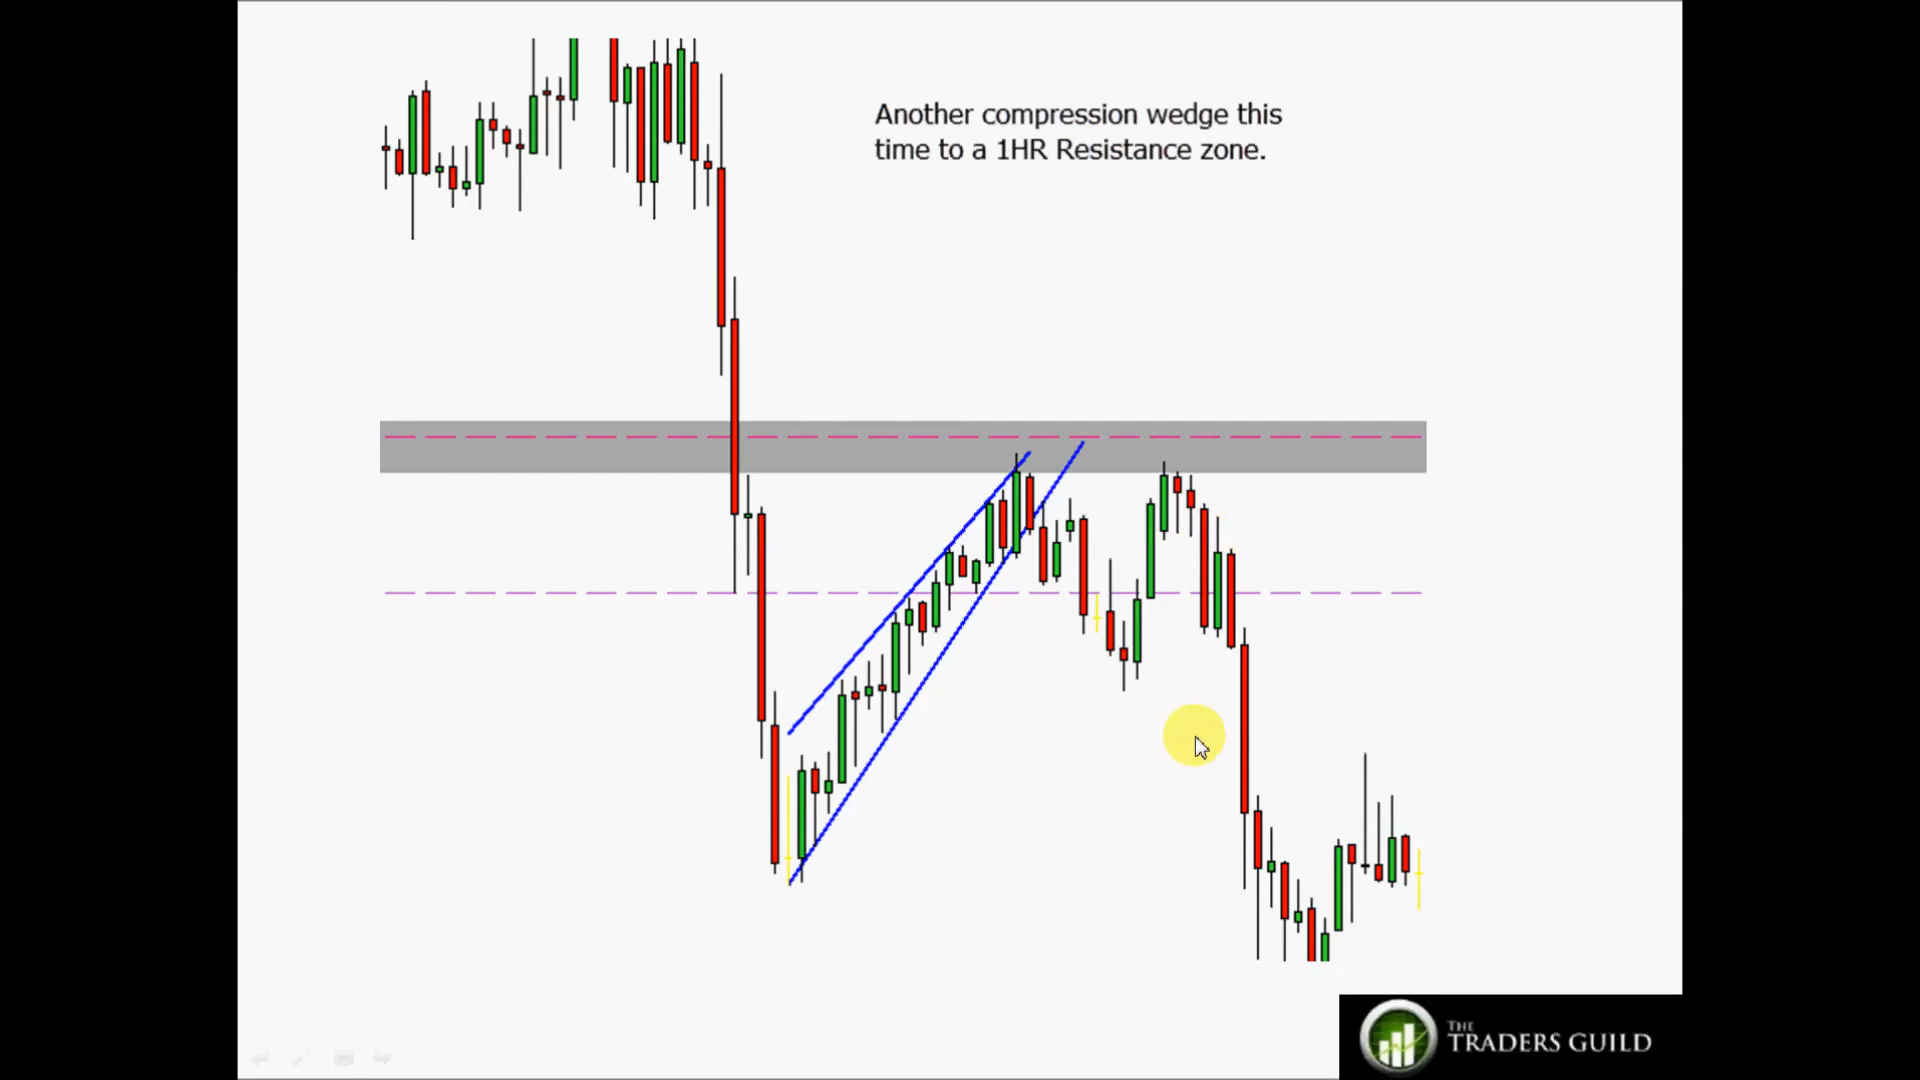 Another compression wedge this
time to a 1HR Resistance zone.
THE
TRADERS GUILD